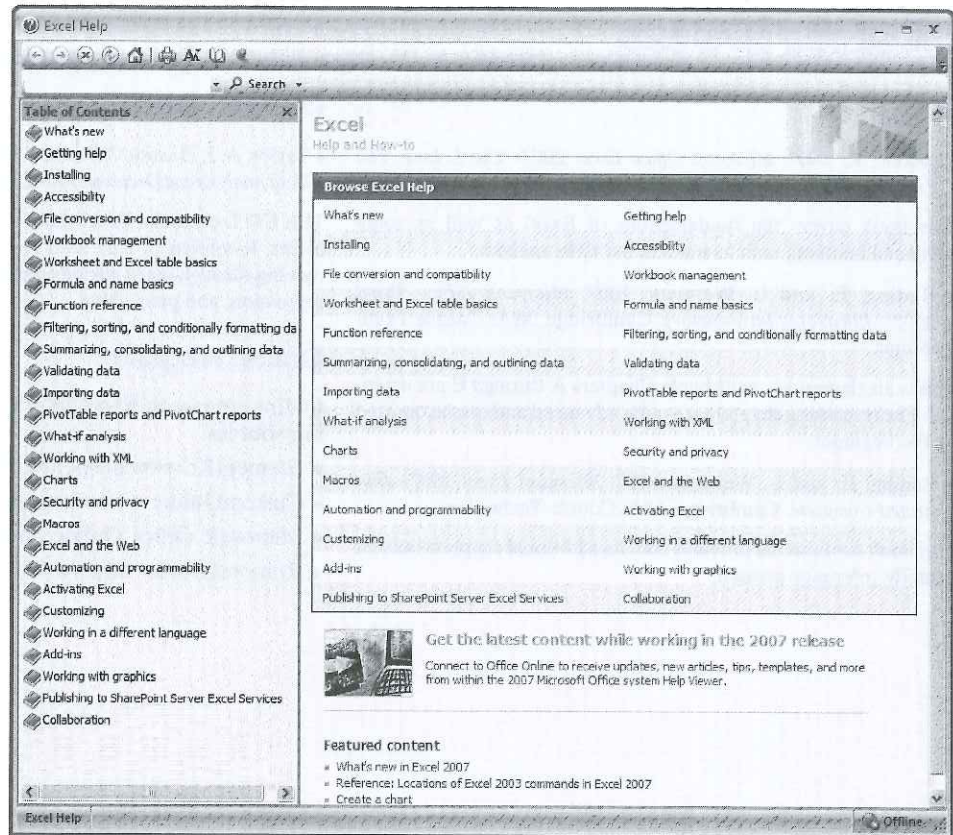 Excel Help
Search
Table of Contents
What's new
Getting help
Installing
Accessibility
File conversion and compatibility
Workbook management
Worksheet and Excel table basics
Formula and name basics
Function reference
Filtering, sorting, and conditionally formatting da
Summarizing, consolidating, and outlining data
Validating data
Importing data
PivotTable reports and PivotChart reports
What-if analysis
Working with XML
Charts
Security and privacy
Macros
Excel and the Web
Automation and programmability
Activating Excel
Customizing
Working in a different language
Add-ins
Working with graphics
Publishing to SharePoint Server Excel Services
Collaboration
Excel
Help and How-to
Browse Excel Help
What's new Getting help
Installing Accessibility
File conversion and compatibility Workbook management
Worksheet and Excel table basics Formula and name basics
Function reference Filtering, sorting, and conditionally formatting data
Summarizing, consolidating, and outlining data Validating data
Importing data PivotTable reports and PivotChart reports
What-if analysis Working with XML
Charts Security and privacy
Macros Excel and the Web
Automation and programmability Activating Excel
Customizing Working in a different language
Add-ins Working with graphics
Publishing to SharePoint Server Excel Services Collaboration
Get the latest content while working in the 2007 release
Connect to Office Online to receive updates, new articles, tips, templates, and more
from within the 2007 Microsoft Office system Help Viewer.
Featured content
What's new in Excel 2007
Reference: Locations of Excel 2003 commands in Excel 2007
Create a chart
Excel Help Offline